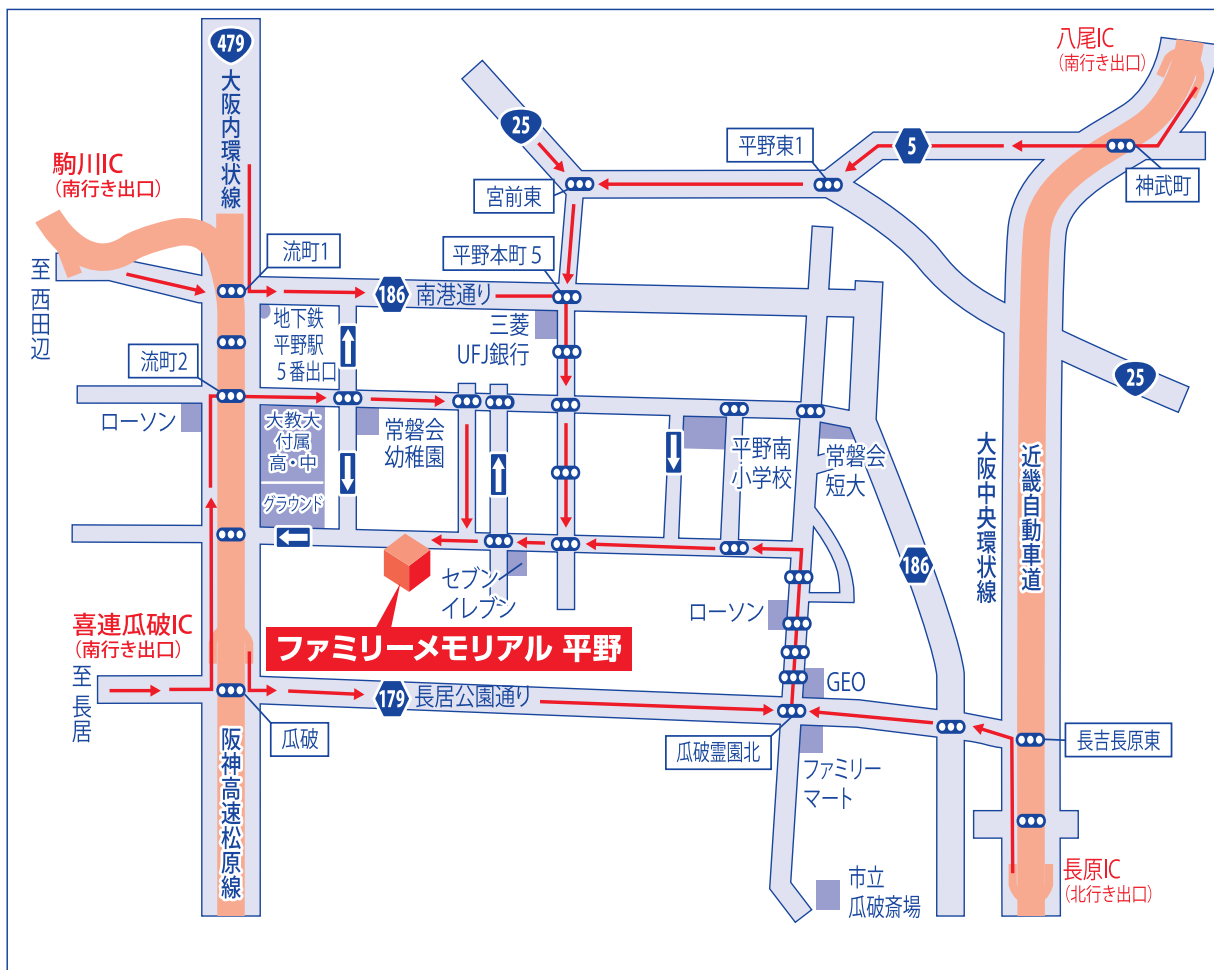 479
大阪内環状線
八尾IC
(南行き出口)
25
平野東1
5
駒川IC
(南行き出口)
宮前東
神武町
流町1
平野本町5
至 西田辺
186
南港通り
地下鉄
平野駅
5番出口
三菱
UFJ銀行
流町2
25
ローソン
大教大
付属
高・中
常磐会
幼稚園
平野南
小学校
常磐会
短大
大阪中央環状線
近畿自動車道
グラウンド
186
セブン
イレブン
ローソン
喜連瓜破IC
(南行き出口)
ファミリーメモリアル 平野
至 長居
179
長居公園通り
GEO
瓜破
瓜破霊園北
長吉長原東
阪神高速松原線
ファミリー
マート
長原IC
(北行き出口)
市立
瓜破斎場